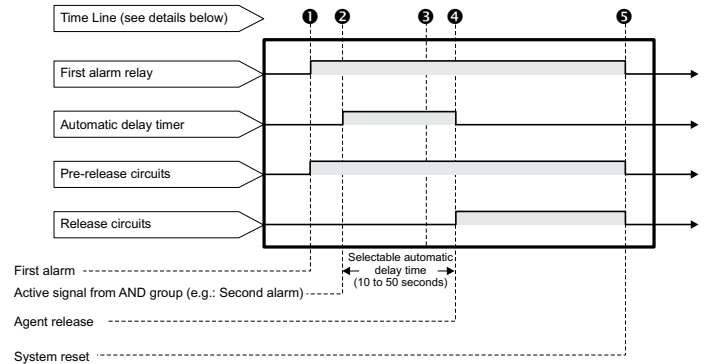 Time Line (see details below)
❶ ❷ ❸ ❹ ❺
First alarm relay
Automatic delay timer
Pre-release circuits
Release circuits
Selectable automatic
delay time
(10 to 50 seconds)
First alarm
Active signal from AND group (e.g.: Second alarm)
Agent release
System reset